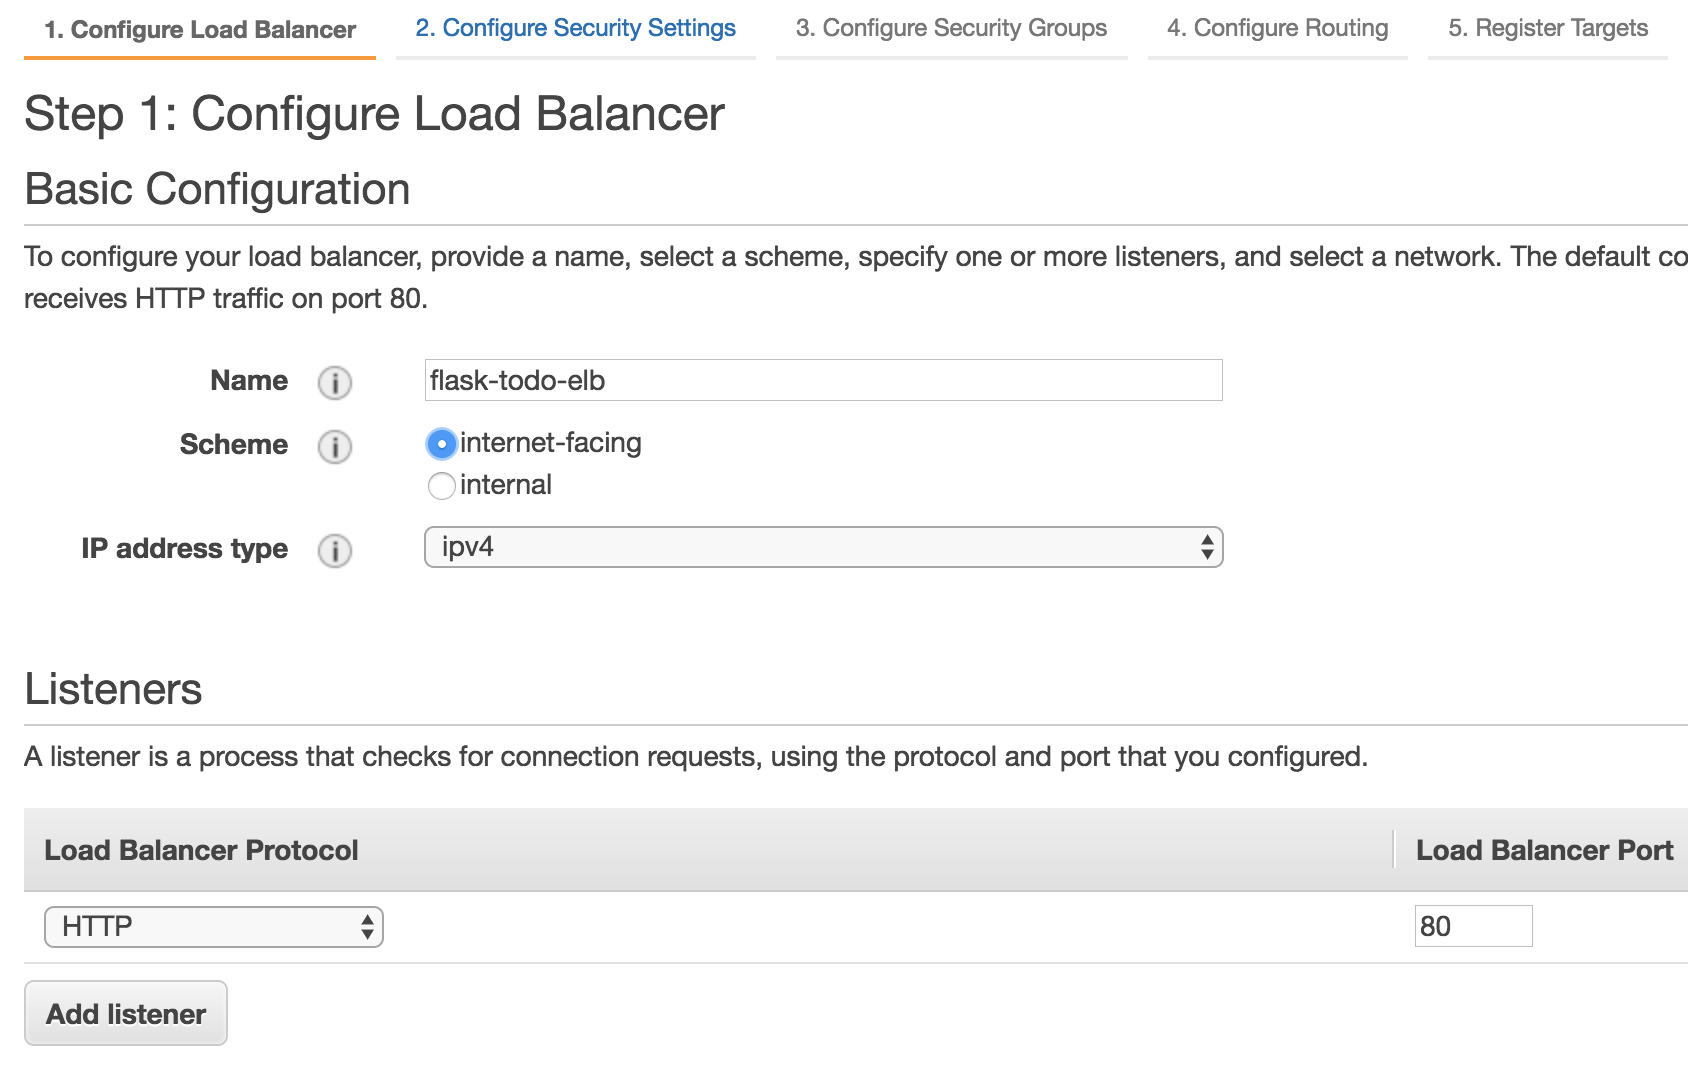 1. Configure Load Balancer 2. Configure Security Settings 3. Configure Security Groups 4. Configure Routing 5. Register Targets
Step 1: Configure Load Balancer
Basic Configuration
To configure your load balancer, provide a name, select a scheme, specify one or more listeners, and select a network. The default co
receives HTTP traffic on port 80.
Name i flask-todo-elb
Scheme i internet-facing
internal
IP address type i ipv4
Listeners
A listener is a process that checks for connection requests, using the protocol and port that you configured.
Load Balancer Protocol Load Balancer Port
HTTP 80
Add listener